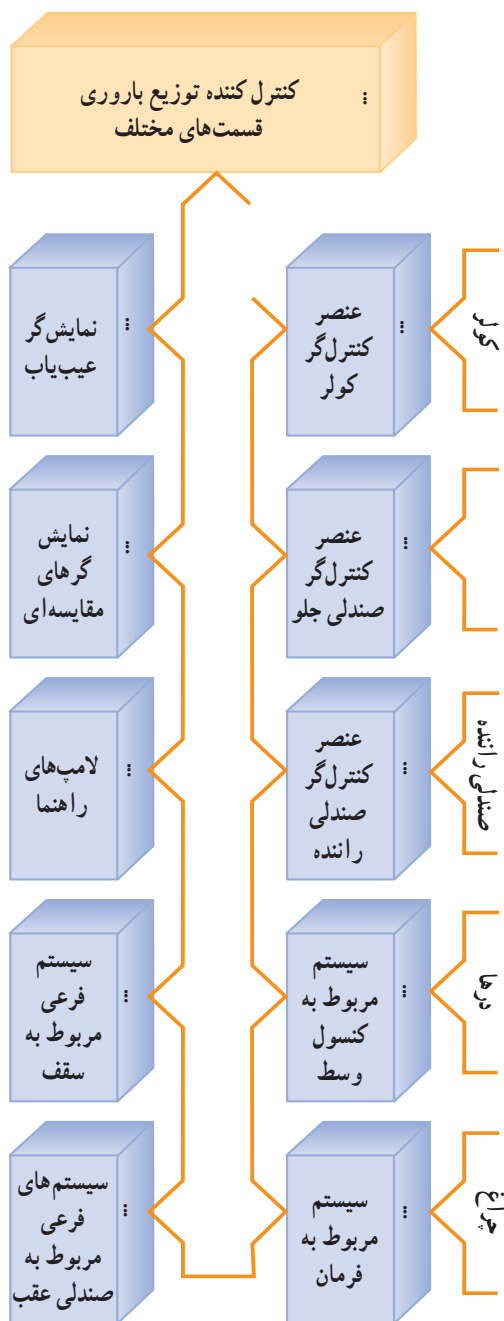 کنترل کننده توزیع باروری
قسمت‌های مختلف
...
کولر
عنصر
کنترل‌گر
کولر
...
نمایش‌گر
عیب‌یاب
...
عنصر
کنترل‌گر
صندلی جلو
...
نمایش
گرهای
مقایسه‌ای
...
صندلی راننده
عنصر
کنترل‌گر
صندلی
راننده
...
لامپ‌های
راهنما
...
درها
سیستم
مربوط به
کنسول
وسط
...
سیستم
فرعی
مربوط به
سقف
...
چراغ
سیستم
مربوط به
فرمان
...
سیستم‌های
فرعی
مربوط به
صندلی عقب
...